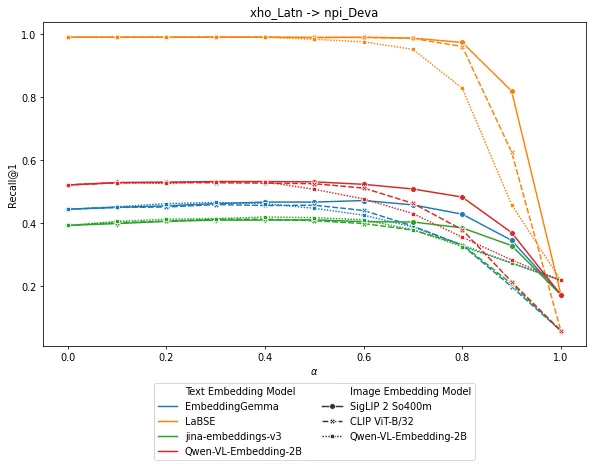 xho_Latn -> npi_Deva
Recall@1
1.0
0.8
0.6
0.4
0.2
0.0 0.2 0.4 0.6 0.8 1.0
α
Text Embedding Model
EmbeddingGemma
LaBSE
jina-embeddings-v3
Qwen-VL-Embedding-2B
Image Embedding Model
SigLIP 2 So400m
CLIP ViT-B/32
Qwen-VL-Embedding-2B